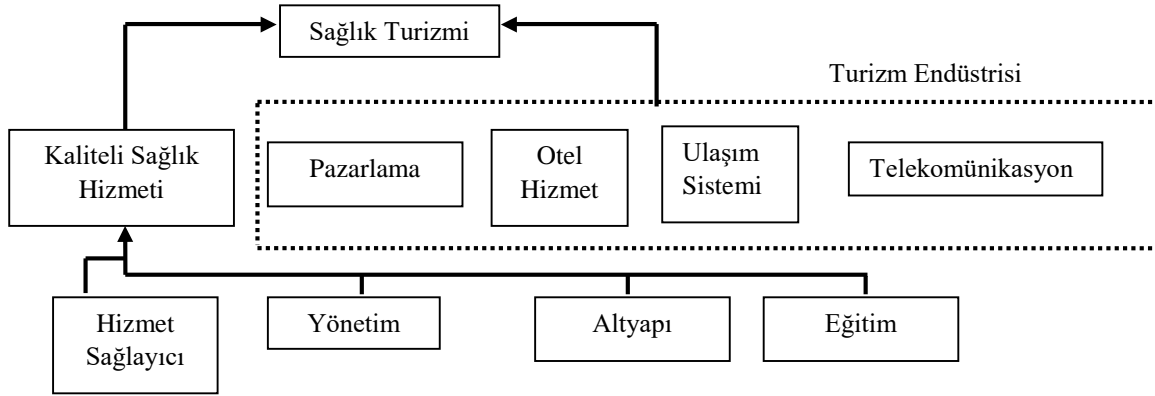 Sağlık Turizmi
Turizm Endüstrisi
Kaliteli Sağlık
Hizmeti
Pazarlama
Otel
Hizmet
Ulaşım
Sistemi
Telekomünikasyon
Hizmet
Sağlayıcı
Yönetim
Altyapı
Eğitim